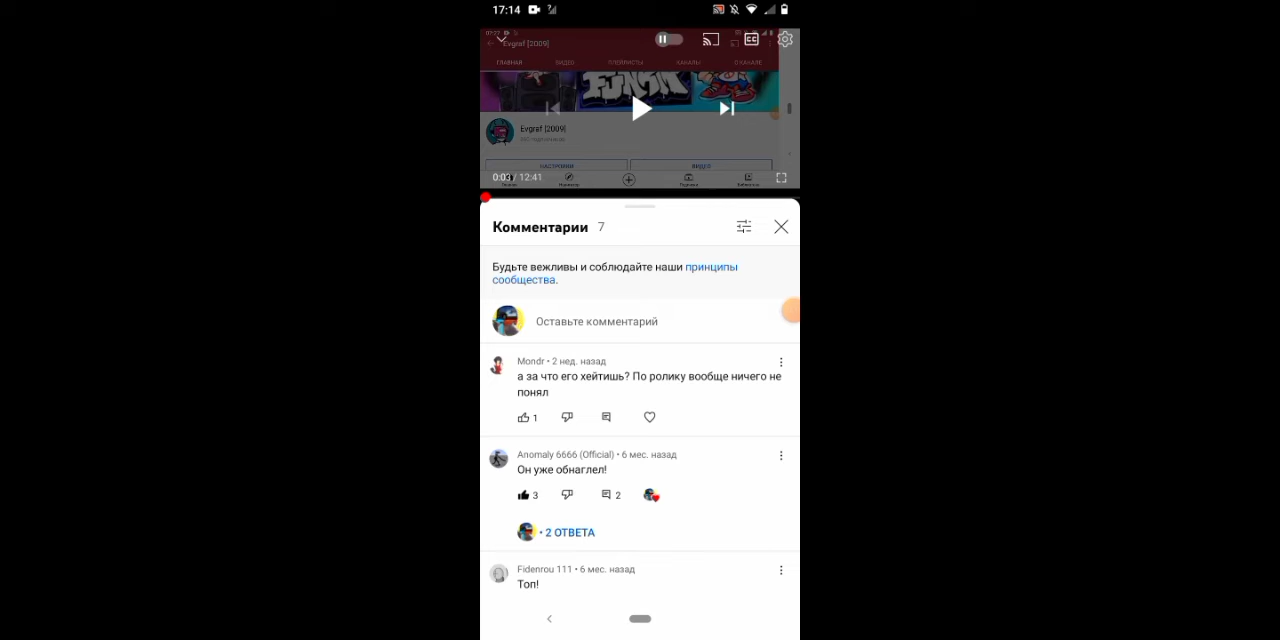 17:14
Evgraf [2009]
ГЛАВНАЯ ВИДЕО ПЛЕЙЛИСТЫ КАНАЛЫ О КАНАЛЕ
FUNKIN
Evgraf [2009]
НАСТРОЙКИ ВИДЕО
0:03 / 12:41
Комментарии 7
Будьте вежливы и соблюдайте наши принципы
сообщества.
Оставьте комментарий
Mondr • 2 нед. назад
а за что его хейтишь? По ролику вообще ничего не
понял
1
Anomaly 6666 (Official) • 6 мес. назад
Он уже обнаглел!
3 2
• 2 ОТВЕТА
Fidenrou 111 • 6 мес. назад
Топ!